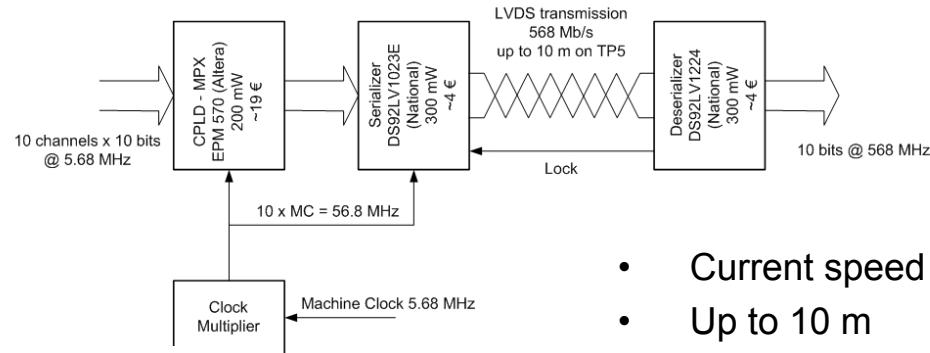 LVDS transmission
568 Mb/s
up to 10 m on TP5
CPLD - MPX
EPM 570 (Altera)
200 mW
~19 €
Serializer
DS92LV1023E
(National)
300 mW
~4 €
Deserializer
DS92LV1224
(National)
300 mW
~4 €
10 channels x 10 bits
@ 5.68 MHz
10 bits @ 568 MHz
Lock
10 x MC = 56.8 MHz
Clock
Multiplier
Machine Clock 5.68 MHz
• Current speed
• Up to 10 m